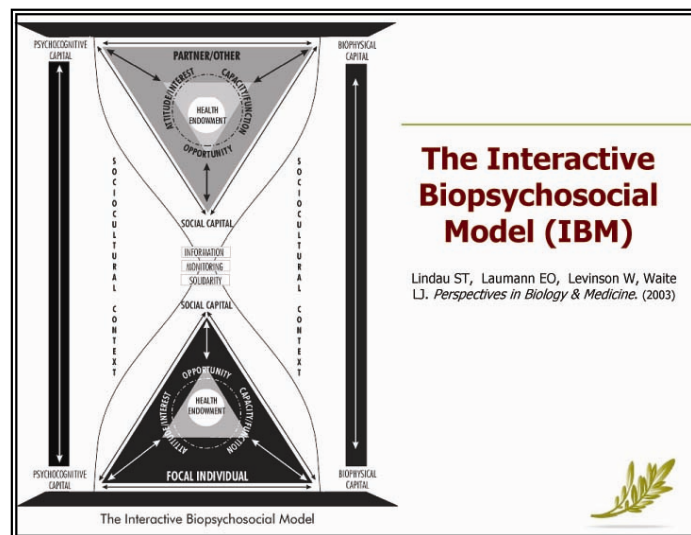 PSYCHOCOGNITIVE
CAPITAL
PARTNER/OTHER
BIOPHYSICAL
CAPITAL
ATTITUDE/INTEREST
CAPACITY/FUNCTION
HEALTH
ENDOWMENT
OPPORTUNITY
SOCIOCULTURAL CONTEXT
SOCIAL CAPITAL
SOCIOCULTURAL CONTEXT
INFORMATION
MONITORING
SOLIDARITY
SOCIAL CAPITAL
OPPORTUNITY
ATTITUDE/INTEREST
CAPACITY/FUNCTION
HEALTH
ENDOWMENT
PSYCHOCOGNITIVE
CAPITAL
FOCAL INDIVIDUAL
BIOPHYSICAL
CAPITAL
The Interactive Biopsychosocial Model
The Interactive
Biopsychosocial
Model (IBM)
Lindau ST, Laumann EO, Levinson W, Waite
LJ. Perspectives in Biology & Medicine. (2003)